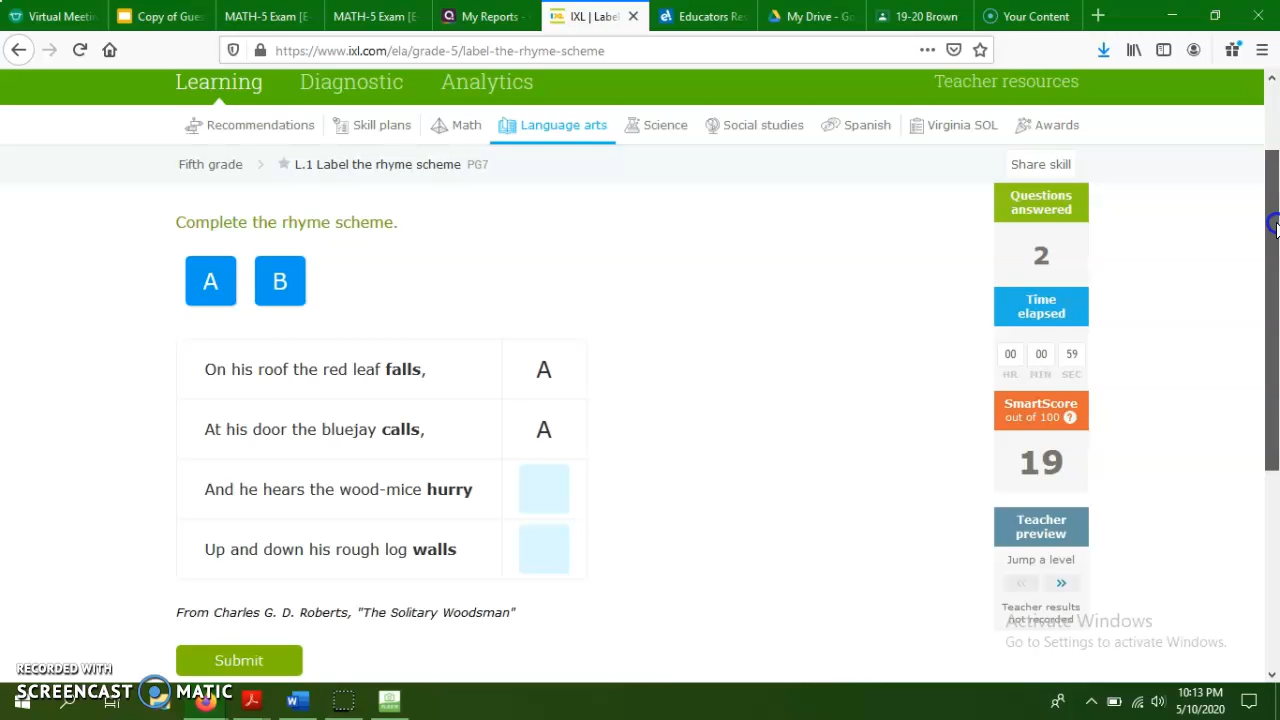 Virtual Meeti
Copy of Gues
MATH-5 Exam [E
MATH-5 Exam [E
My Reports -
IXL | Label
Educators Re
My Drive - Go
19-20 Brown
Your Content
https://www.ixl.com/ela/grade-5/label-the-rhyme-scheme
Learning Diagnostic Analytics Teacher resources
Recommendations Skill plans Math Language arts Science Social studies Spanish Virginia SOL Awards
Fifth grade > L.1 Label the rhyme scheme PG7
Share skill
Complete the rhyme scheme.
A B
On his roof the red leaf falls, A
At his door the bluejay calls, A
And he hears the wood-mice hurry
Up and down his rough log walls
From Charles G. D. Roberts, "The Solitary Woodsman"
Submit
Questions
answered
2
Time
elapsed
00 00 59
HR MIN SEC
SmartScore
out of 100 ?
19
Teacher
preview
Jump a level
<< >>
Teacher results
not recorded
Activate Windows
Go to Settings to activate Windows.
RECORDED WITH
SCREENCAST MATIC
10:13 PM
5/10/2020